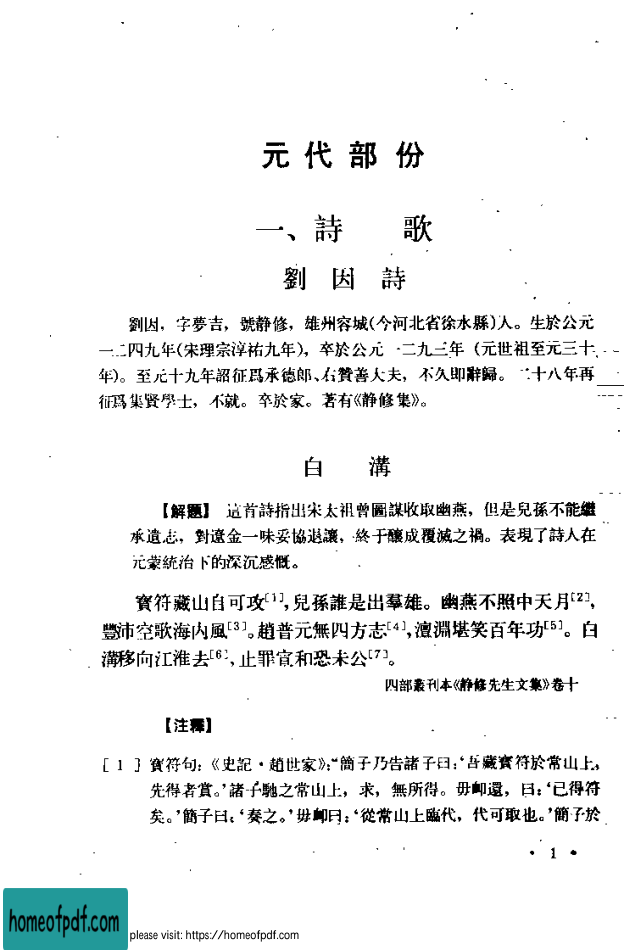 元代部份
一、詩　　歌
劉因詩
劉因，字夢吉，號静修，雄州容城(今河北省徐水縣)人。生於公元
一二四九年(宋理宗淳祐九年)，卒於公元一二九三年（元世祖至元三十
年)。至元十九年詔征爲承德郎、右贊善大夫，不久即辭歸。二十八年再
征爲集賢學士，不就。卒於家。著有《静修集》。
白　　溝
【解題】 這首詩指出宋太祖曾圖謀收取幽燕，但是兒孫不能繼
承遺志，對遼金一味妥協退讓，終于釀成覆滅之禍。表現了詩人在
元蒙統治下的深沉感慨。
寶符藏山自可攻[1]，兒孫誰是出羣雄。幽燕不照中天月[2]，
豐沛空歌海内風[3]。趙普元無四方志[4]，澶淵堪笑百年功[5]。白
溝移向江淮去[6]，止罪宣和恐未公[7]。
四部叢刊本《静修先生文集》卷十
【注釋】
[1] 寶符句：《史記·趙世家》：“簡子乃告諸子曰：‘吾藏寶符於常山上，
先得者賞。’諸子馳之常山上，求，無所得。毋卹還，曰：‘已得符
矣。’簡子曰：‘奏之。’毋卹曰：‘從常山上臨代，代可取也。’簡子於
· 1 ·
homeofpdf.com
please visit: https://homeofpdf.com